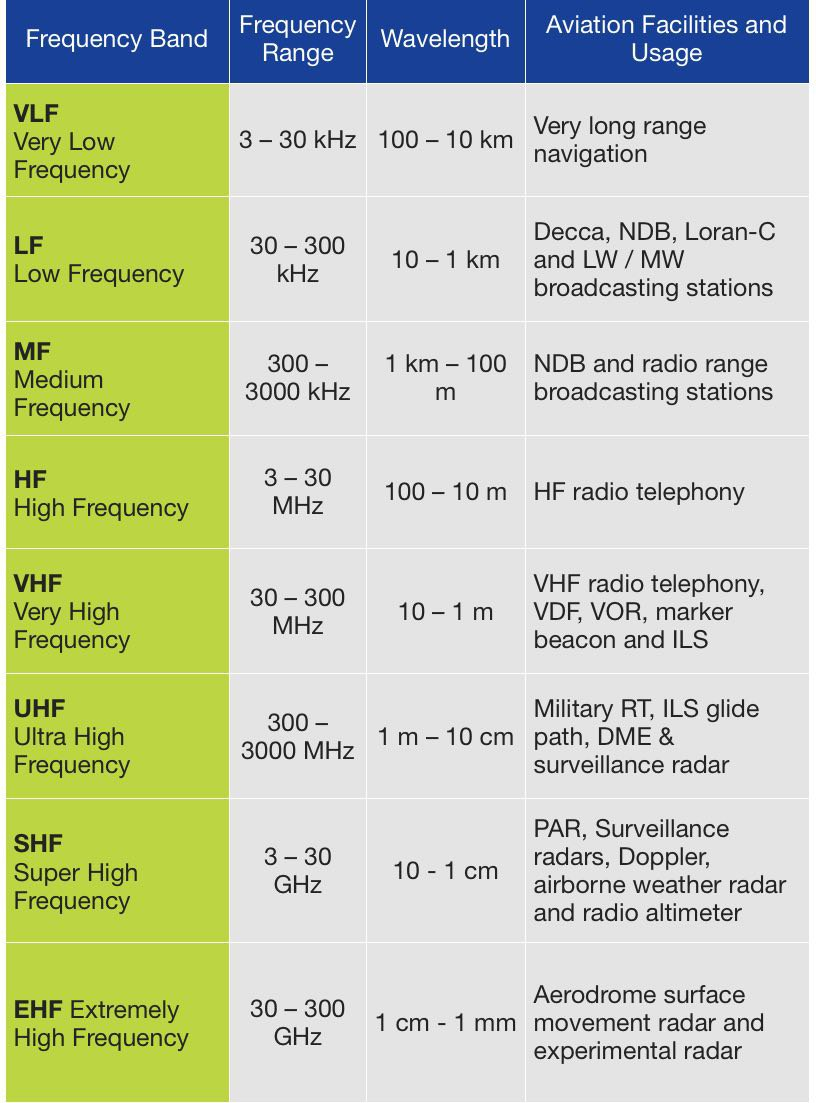 Frequency Band
Frequency
Range
Wavelength
Aviation Facilities and
Usage
VLF
Very Low
Frequency
3 – 30 kHz
100 – 10 km
Very long range
navigation
LF
Low Frequency
30 – 300
kHz
10 – 1 km
Decca, NDB, Loran-C
and LW / MW
broadcasting stations
MF
Medium
Frequency
300 –
3000 kHz
1 km – 100
m
NDB and radio range
broadcasting stations
HF
High Frequency
3 – 30
MHz
100 – 10 m
HF radio telephony
VHF
Very High
Frequency
30 – 300
MHz
10 – 1 m
VHF radio telephony,
VDF, VOR, marker
beacon and ILS
UHF
Ultra High
Frequency
300 –
3000 MHz
1 m – 10 cm
Military RT, ILS glide
path, DME &
surveillance radar
SHF
Super High
Frequency
3 – 30
GHz
10 - 1 cm
PAR, Surveillance
radars, Doppler,
airborne weather radar
and radio altimeter
EHF Extremely
High Frequency
30 – 300
GHz
1 cm - 1 mm
Aerodrome surface
movement radar and
experimental radar